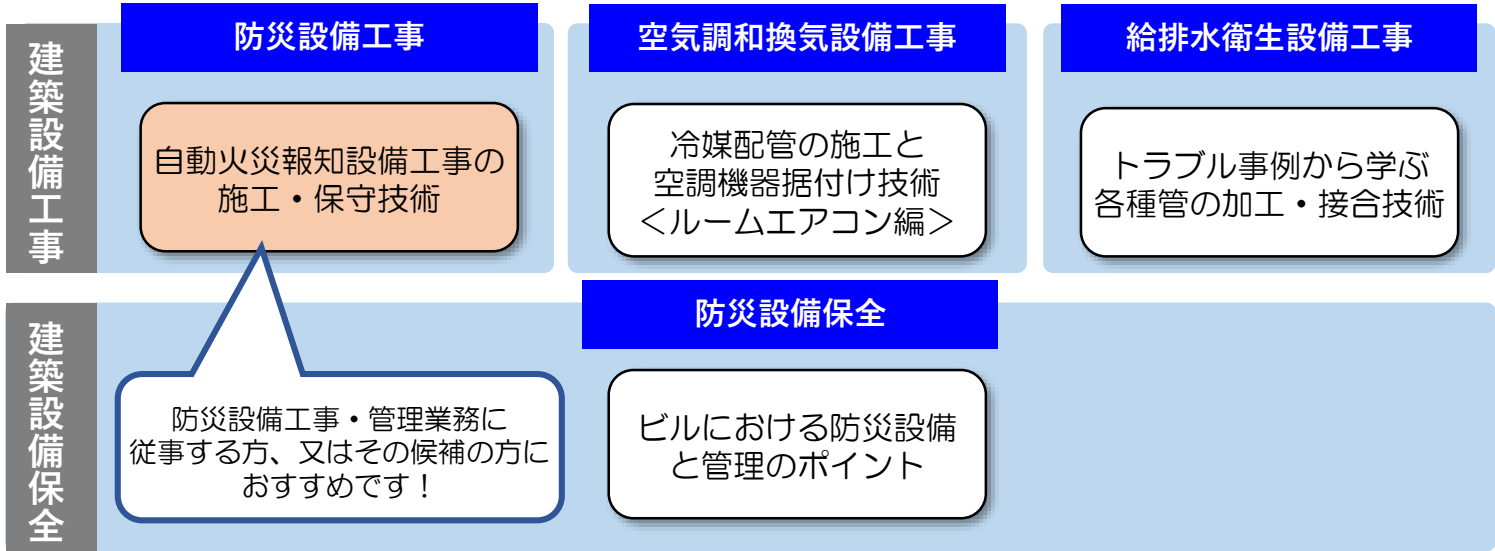 建築設備工事
防災設備工事
自動火災報知設備工事の
施工・保守技術
空気調和換気設備工事
冷媒配管の施工と
空調機器据付け技術
＜ルームエアコン編＞
給排水衛生設備工事
トラブル事例から学ぶ
各種管の加工・接合技術
建築設備保全
防災設備工事・管理業務に
従事する方、又はその候補の方に
おすすめです！
防災設備保全
ビルにおける防災設備
と管理のポイント